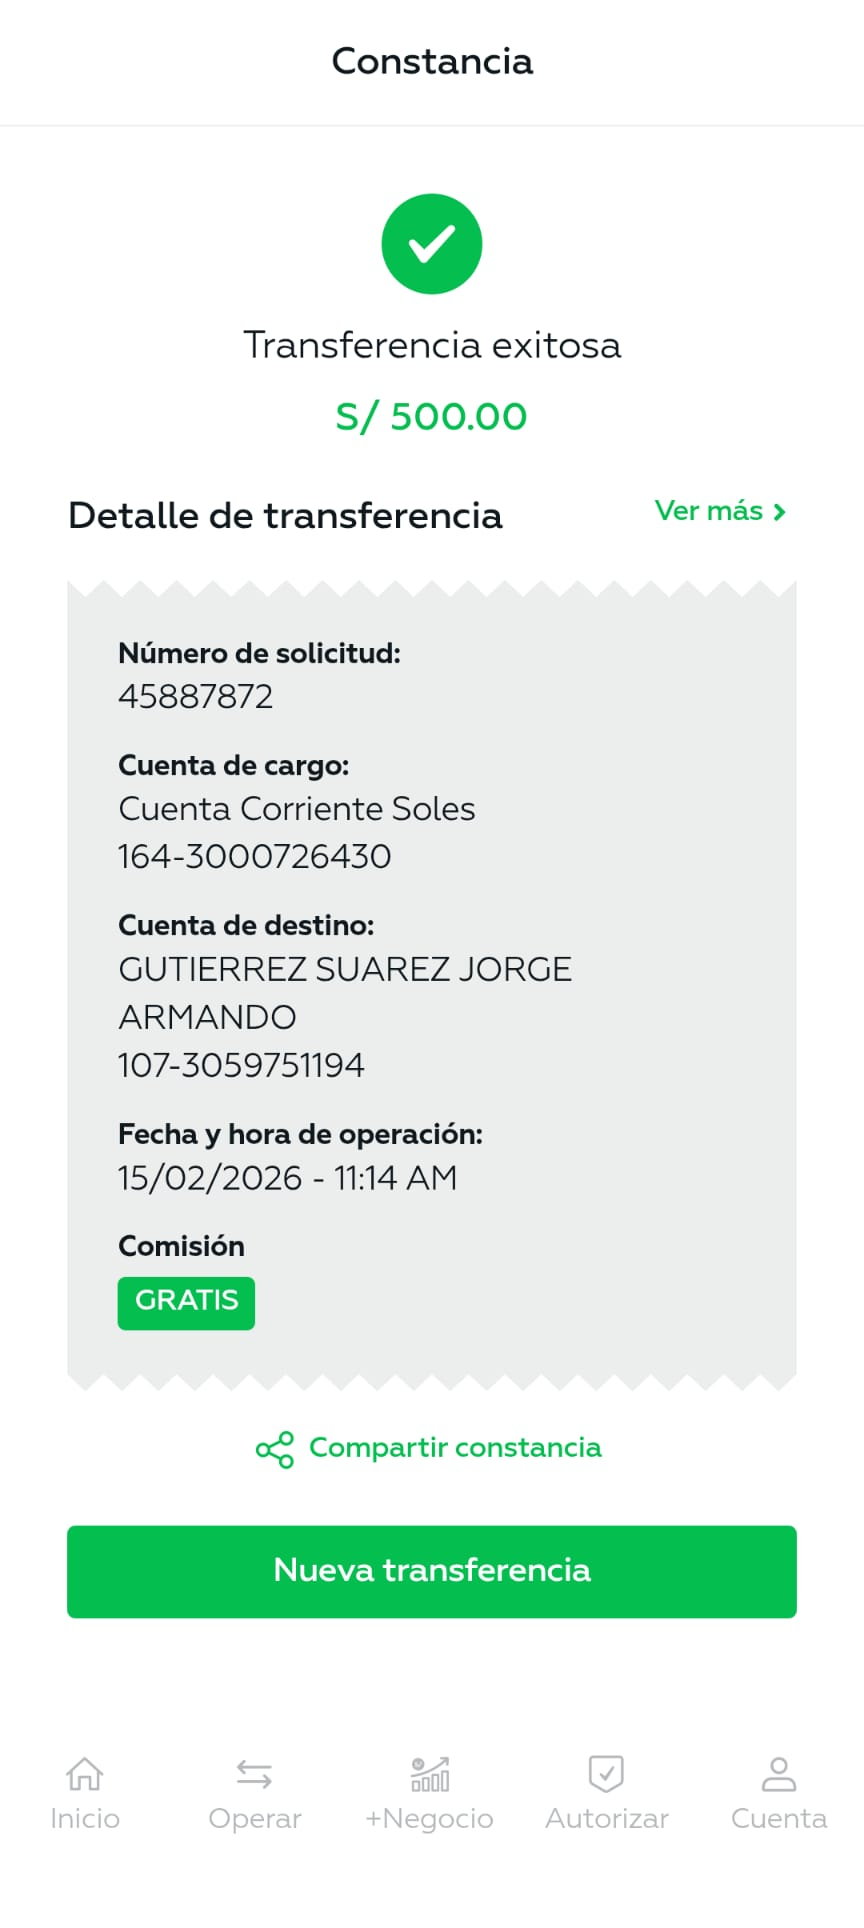 Constancia
Transferencia exitosa
S/ 500.00
Detalle de transferencia
Ver más
Número de solicitud:
45887872
Cuenta de cargo:
Cuenta Corriente Soles
164-3000726430
Cuenta de destino:
GUTIERREZ SUAREZ JORGE
ARMANDO
107-3059751194
Fecha y hora de operación:
15/02/2026 - 11:14 AM
Comisión
GRATIS
Compartir constancia
Nueva transferencia
Inicio
Operar
+Negocio
Autorizar
Cuenta